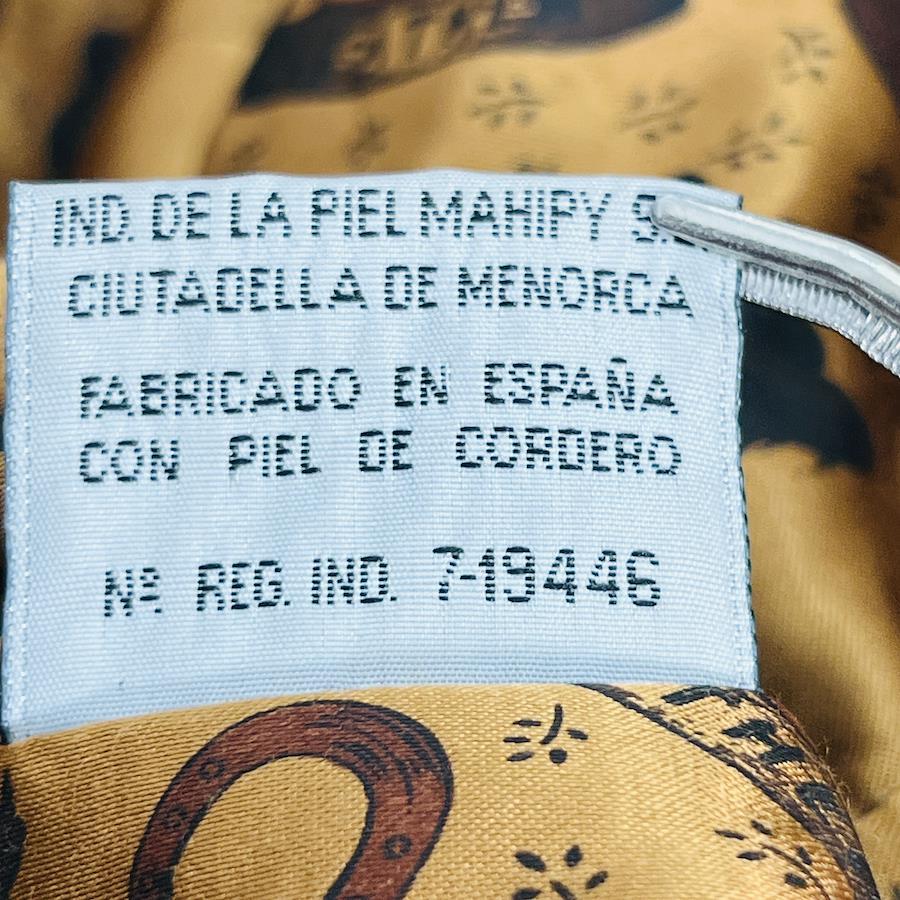 IND. DE LA PIEL MAHIPY
CIUTADELLA DE MENORCA
FABRICADO EN ESPAÑA
CON PIEL DE CORDERO
Nº REG. IND. 7-19446